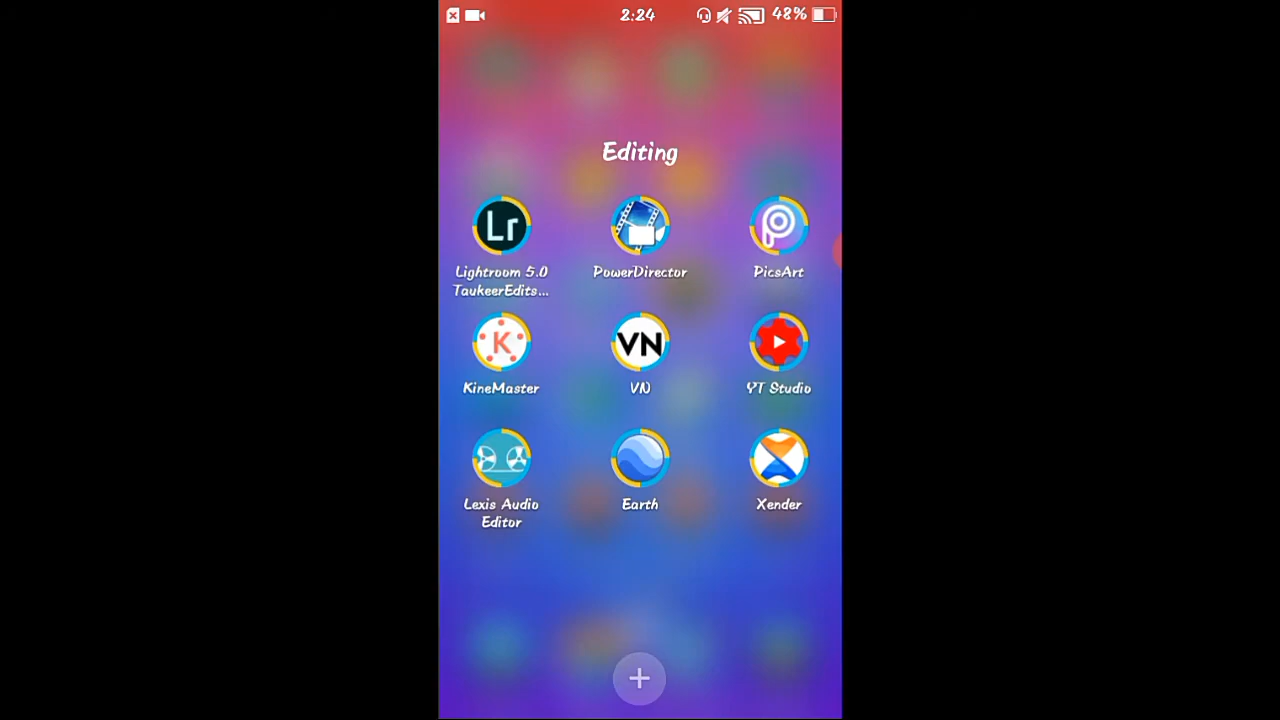 2:24
48%
Editing
Lr
Lightroom 5.0
TaukeerEdits...
PowerDirector
PicsArt
K
KineMaster
VN
VN
YT Studio
Lexis Audio
Editor
Earth
Xender